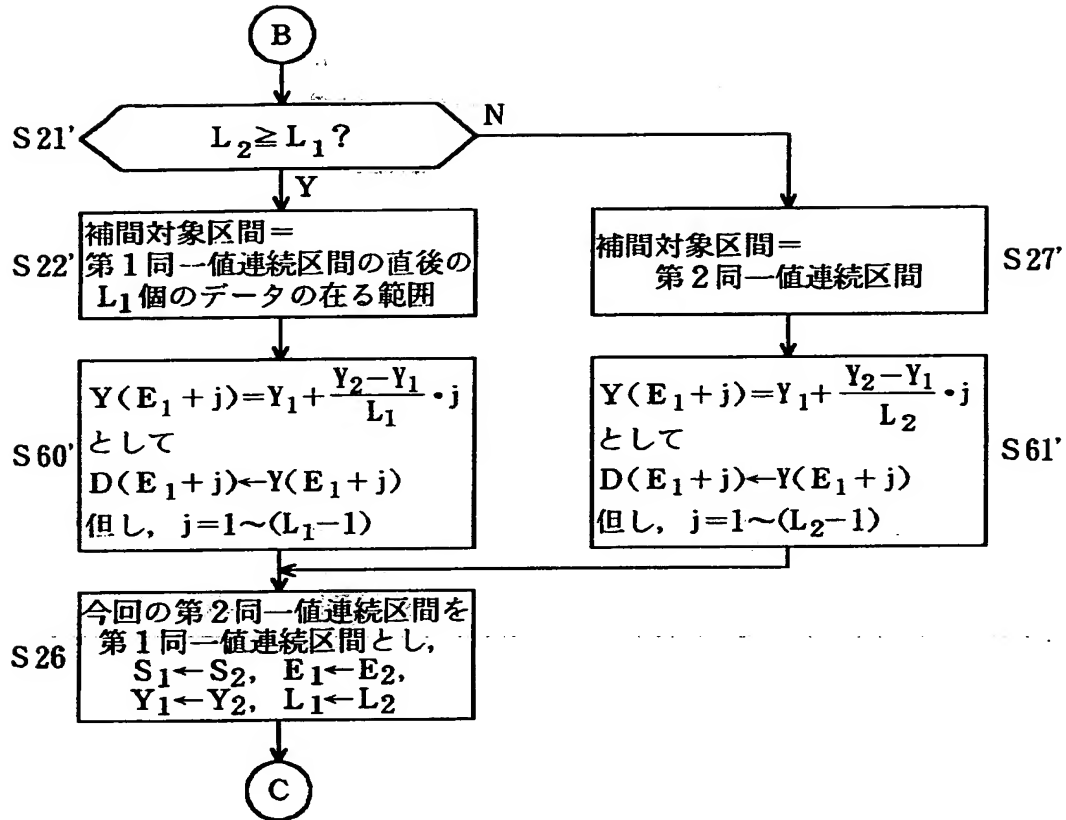 B
S21'
L₂≧L₁?
N
Y
S22'
補間対象区間=
第1同一値連続区間の直後の
L₁個のデータの在る範囲
補間対象区間=
第2同一値連続区間
S27'
S60'
Y(E₁+j)=Y₁+(Y₂−Y₁)/L₁・j
として
D(E₁+j)←Y(E₁+j)
但し, j=1~(L₁−1)
Y(E₁+j)=Y₁+(Y₂−Y₁)/L₂・j
として
D(E₁+j)←Y(E₁+j)
但し, j=1~(L₂−1)
S61'
S26
今回の第2同一値連続区間を
第1同一値連続区間とし,
S₁←S₂, E₁←E₂,
Y₁←Y₂, L₁←L₂
C